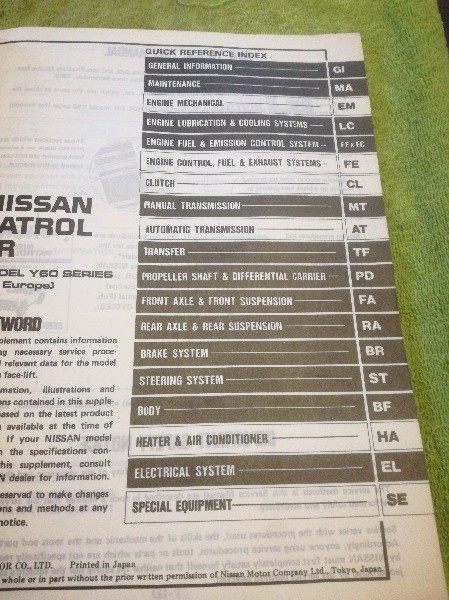 QUICK REFERENCE INDEX
GENERAL INFORMATION GI
MAINTENANCE MA
ENGINE MECHANICAL EM
ENGINE LUBRICATION & COOLING SYSTEMS LC
ENGINE FUEL & EMISSION CONTROL SYSTEM EF & EC
ENGINE CONTROL, FUEL & EXHAUST SYSTEMS FE
CLUTCH CL
MANUAL TRANSMISSION MT
AUTOMATIC TRANSMISSION AT
TRANSFER TF
PROPELLER SHAFT & DIFFERENTIAL CARRIER PD
FRONT AXLE & FRONT SUSPENSION FA
REAR AXLE & REAR SUSPENSION RA
BRAKE SYSTEM BR
STEERING SYSTEM ST
BODY BF
HEATER & AIR CONDITIONER HA
ELECTRICAL SYSTEM EL
SPECIAL EQUIPMENT SE
NISSAN
ATROL
R
DEL Y60 SERIES
Europe)
TWORD
plement contains information
ng necessary service proce-
d relevant data for the model
s face-lift.
mation, illustrations and
ns contained in this supple-
based on the latest product
n available at the time of
If your NISSAN model
m the specifications con-
this supplement, consult
N dealer for information.
eserved to make changes
ons and methods at any
notice.
OR CO., LTD. Printed in Japan
whole or in part without the prior written permission of Nissan Motor Company Ltd., Tokyo, Japan.